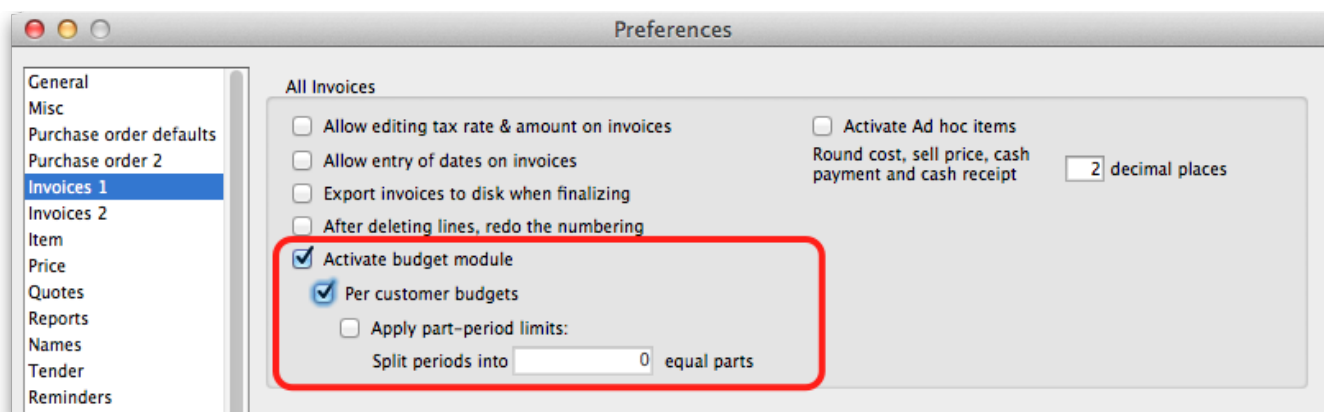 Preferences
General
Misc
Purchase order defaults
Purchase order 2
Invoices 1
Invoices 2
Item
Price
Quotes
Reports
Names
Tender
Reminders
All Invoices
Allow editing tax rate & amount on invoices
Allow entry of dates on invoices
Export invoices to disk when finalizing
After deleting lines, redo the numbering
Activate budget module
Per customer budgets
Apply part-period limits:
Split periods into 0 equal parts
Activate Ad hoc items
Round cost, sell price, cash
payment and cash receipt 2 decimal places